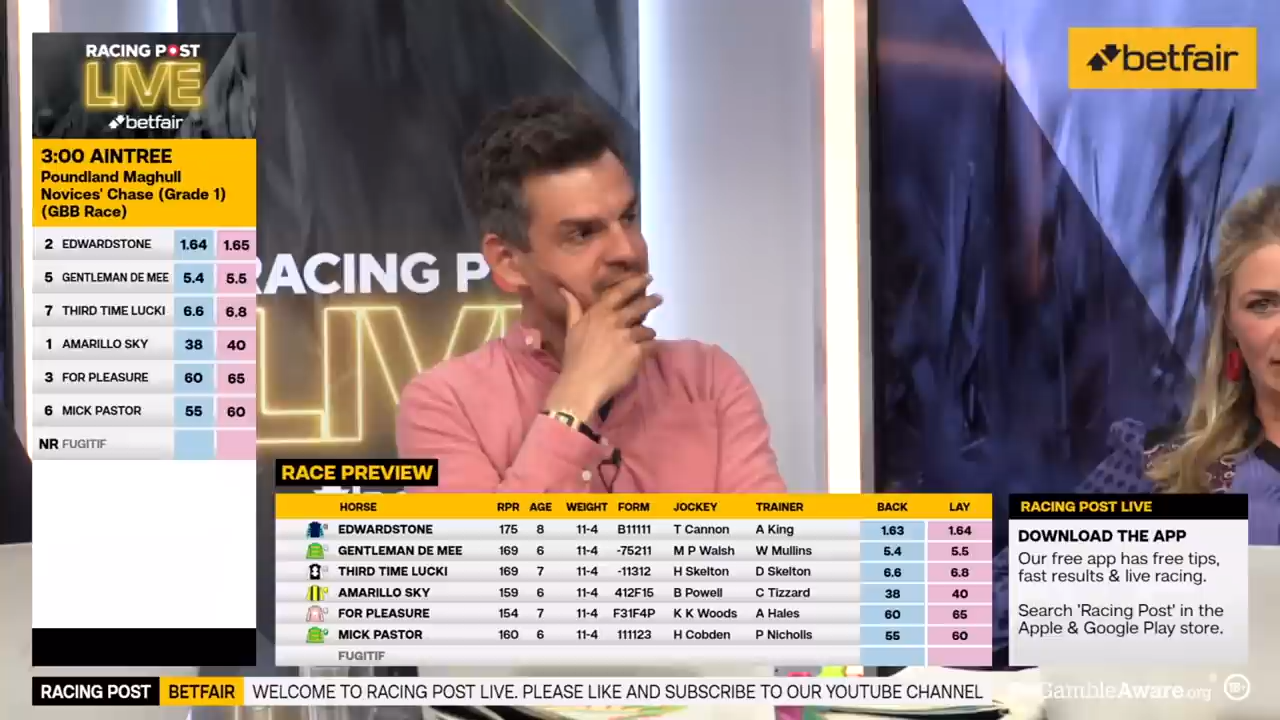 RACING POST
LIVE
betfair
3:00 AINTREE
Poundland Maghull
Novices' Chase (Grade 1)
(GBB Race)
2 EDWARDSTONE 1.64 1.65
5 GENTLEMAN DE MEE 5.4 5.5
7 THIRD TIME LUCKI 6.6 6.8
1 AMARILLO SKY 38 40
3 FOR PLEASURE 60 65
6 MICK PASTOR 55 60
NR FUGITIF
betfair
RACING P
LIV
RACE PREVIEW
HORSE RPR AGE WEIGHT FORM JOCKEY TRAINER BACK LAY
EDWARDSTONE 175 8 11-4 B11111 T Cannon A King 1.63 1.64
GENTLEMAN DE MEE 169 6 11-4 -75211 M P Walsh W Mullins 5.4 5.5
THIRD TIME LUCKI 169 7 11-4 -11312 H Skelton D Skelton 6.6 6.8
AMARILLO SKY 159 6 11-4 412F15 B Powell C Tizzard 38 40
FOR PLEASURE 154 7 11-4 F31F4P K K Woods A Hales 60 65
MICK PASTOR 160 6 11-4 111123 H Cobden P Nicholls 55 60
FUGITIF
RACING POST LIVE
DOWNLOAD THE APP
Our free app has free tips,
fast results & live racing.
Search 'Racing Post' in the
Apple & Google Play store.
RACING POST BETFAIR WELCOME TO RACING POST LIVE. PLEASE LIKE AND SUBSCRIBE TO OUR YOUTUBE CHANNEL
GambleAware.org 18+